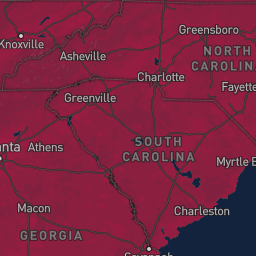 Greensboro
Knoxville
NORTH
Asheville
CAROLINA
Charlotte
Fayette
Greenville
SOUTH
anta
Athens
CAROLINA
Myrtle B
Macon
Charleston
GEORGIA
Savannah